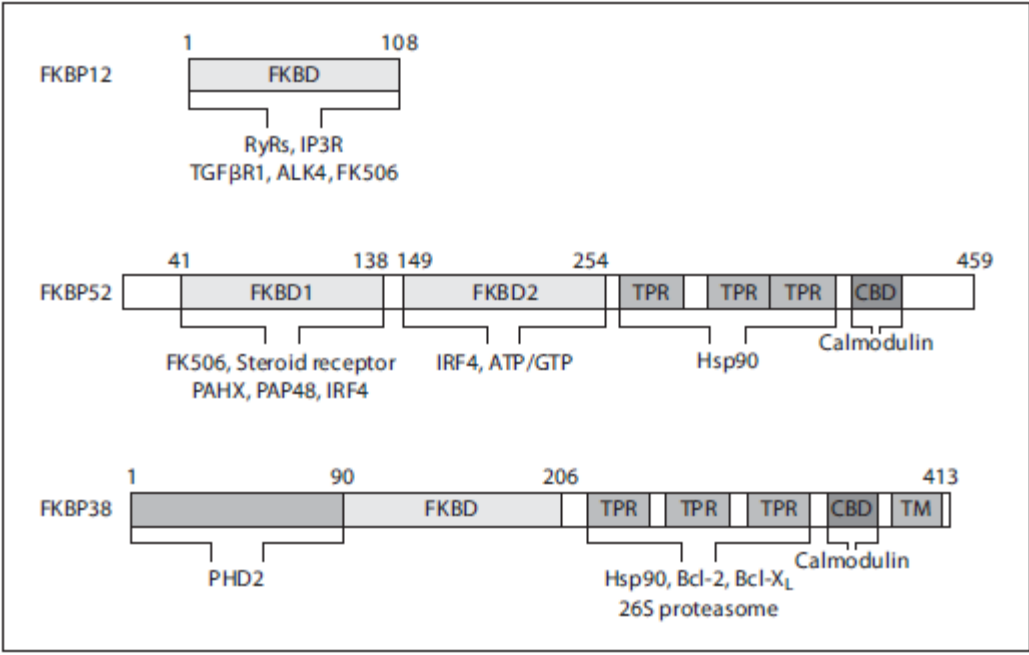 1 108
FKBP12 FKBD
RyRs, IP3R
TGFβR1, ALK4, FK506
41 138 149 254 459
FKBP52 FKBD1 FKBD2 TPR TPR TPR CBD
FK506, Steroid receptor IRF4, ATP/GTP Hsp90 Calmodulin
PAHX, PAP48, IRF4
1 90 206 413
FKBP38 FKBD TPR TPR TPR CBD TM
PHD2 Hsp90, Bcl-2, Bcl-XL Calmodulin
26S proteasome